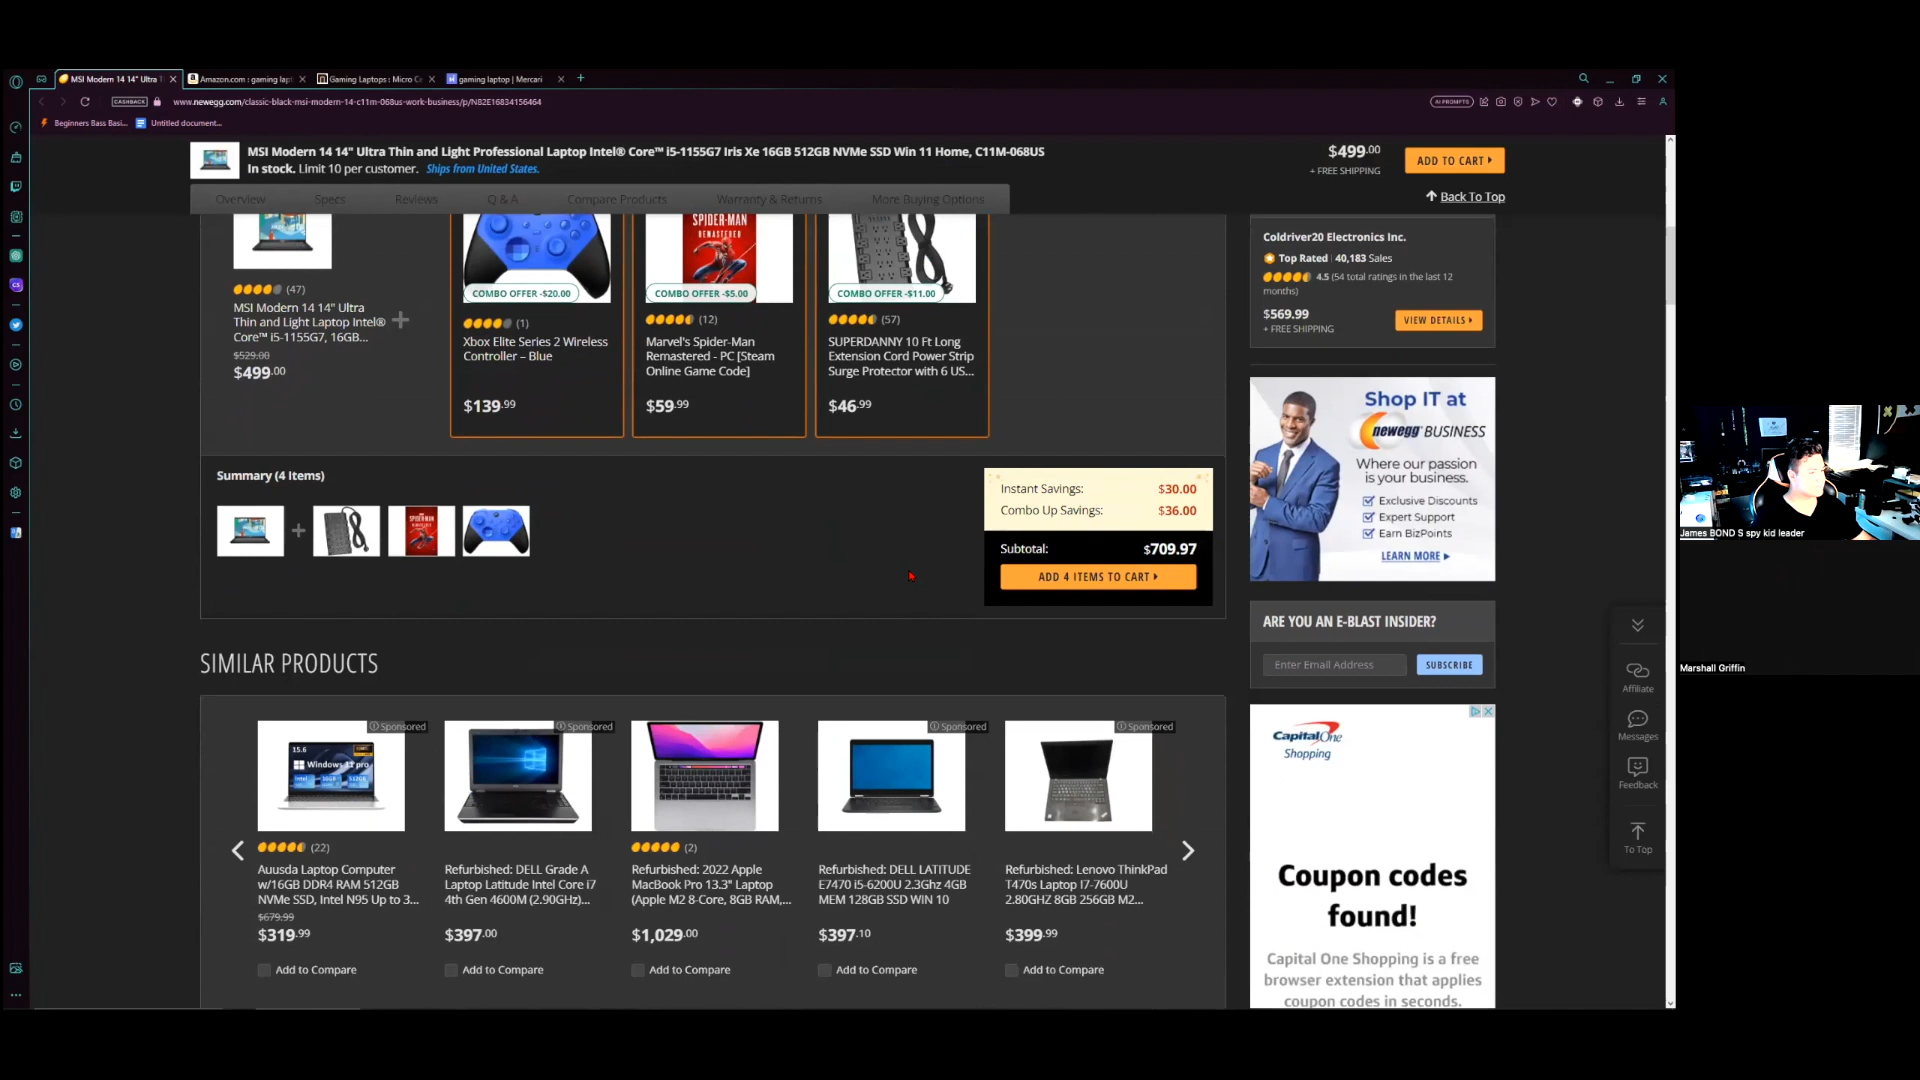 MSI Modern 14 14" Ultra T
Amazon.com : gaming lapt
Gaming Laptops : Micro Ce
gaming laptop | Mercari
CASHBACK
www.newegg.com/classic-black-msi-modern-14-c11m-068us-work-business/p/N82E16834156464
AI PROMPTS
Beginners Bass Basi...
Untitled document...
MSI Modern 14 14" Ultra Thin and Light Professional Laptop Intel® Core™ i5-1155G7 Iris Xe 16GB 512GB NVMe SSD Win 11 Home, C11M-068US
In stock. Limit 10 per customer. Ships from United States.
$499.00
+ FREE SHIPPING
ADD TO CART
Overview
Specs
Reviews
Q & A
Compare Products
Warranty & Returns
More Buying Options
Back To Top
(47)
MSI Modern 14 14" Ultra
Thin and Light Laptop Intel®
Core™ i5-1155G7, 16GB...
$529.00
$499.00
COMBO OFFER -$20.00
(1)
Xbox Elite Series 2 Wireless
Controller – Blue
$139.99
SPIDER-MAN
REMASTERED
COMBO OFFER -$5.00
(12)
Marvel's Spider-Man
Remastered - PC [Steam
Online Game Code]
$59.99
COMBO OFFER -$11.00
(57)
SUPERDANNY 10 Ft Long
Extension Cord Power Strip
Surge Protector with 6 US...
$46.99
Coldriver20 Electronics Inc.
Top Rated | 40,183 Sales
4.5 (54 total ratings in the last 12
months)
$569.99
+ FREE SHIPPING
VIEW DETAILS
Summary (4 Items)
Instant Savings: $30.00
Combo Up Savings: $36.00
Subtotal: $709.97
ADD 4 ITEMS TO CART
Shop IT at
newegg BUSINESS
Where our passion
is your business.
Exclusive Discounts
Expert Support
Earn BizPoints
LEARN MORE
ARE YOU AN E-BLAST INSIDER?
Enter Email Address
SUBSCRIBE
SIMILAR PRODUCTS
Sponsored
15.6
Windows 11 pro
(22)
Auusda Laptop Computer
w/16GB DDR4 RAM 512GB
NVMe SSD, Intel N95 Up to 3...
$679.99
$319.99
Add to Compare
Sponsored
Refurbished: DELL Grade A
Laptop Latitude Intel Core i7
4th Gen 4600M (2.90GHz)...
$397.00
Add to Compare
Sponsored
(2)
Refurbished: 2022 Apple
MacBook Pro 13.3" Laptop
(Apple M2 8-Core, 8GB RAM,...
$1,029.00
Add to Compare
Sponsored
Refurbished: DELL LATITUDE
E7470 i5-6200U 2.3Ghz 4GB
MEM 128GB SSD WIN 10
$397.10
Add to Compare
Sponsored
Refurbished: Lenovo ThinkPad
T470s Laptop I7-7600U
2.80GHZ 8GB 256GB M2...
$399.99
Add to Compare
Capital One
Shopping
Coupon codes
found!
Capital One Shopping is a free
browser extension that applies
coupon codes in seconds.
Affiliate
Messages
Feedback
To Top
James BOND S spy kid leader
Marshall Griffin